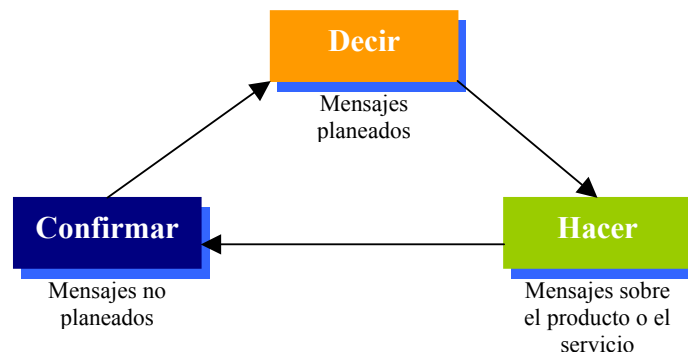 Decir
Mensajes
planeados
Confirmar
Mensajes no
planeados
Hacer
Mensajes sobre
el producto o el
servicio